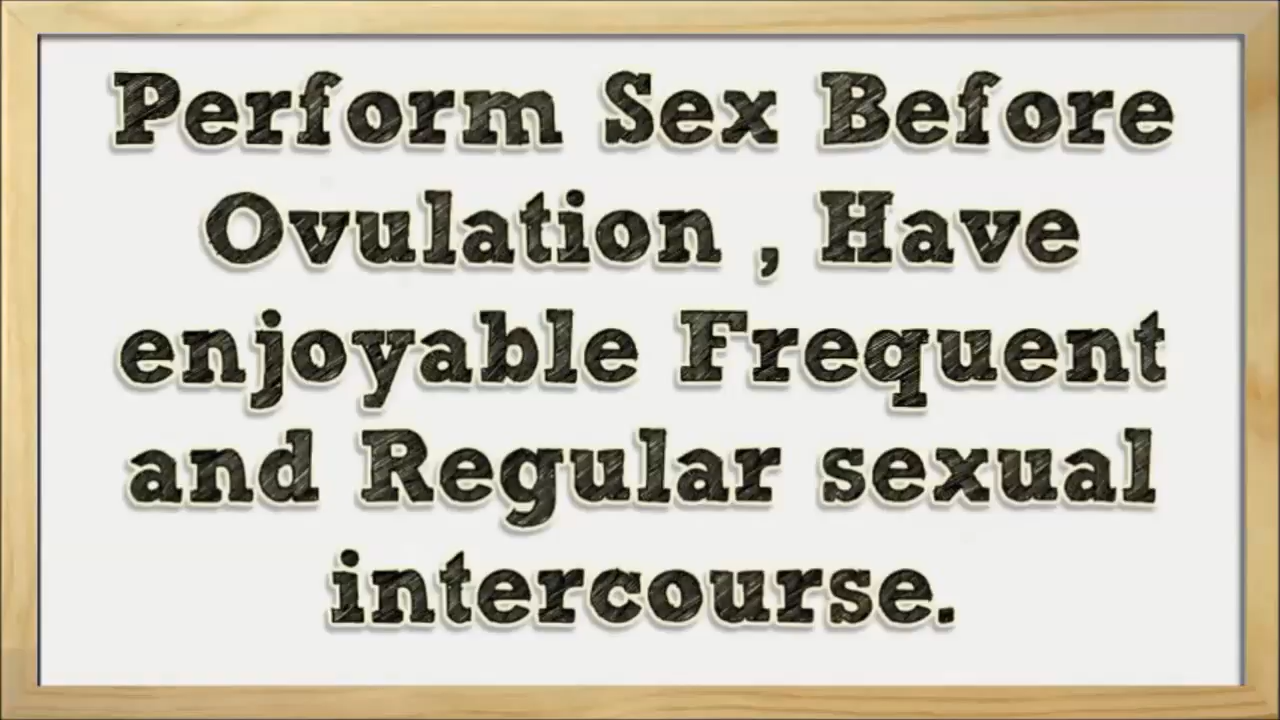 Perform Sex Before
Ovulation , Have
enjoyable Frequent
and Regular sexual
intercourse.